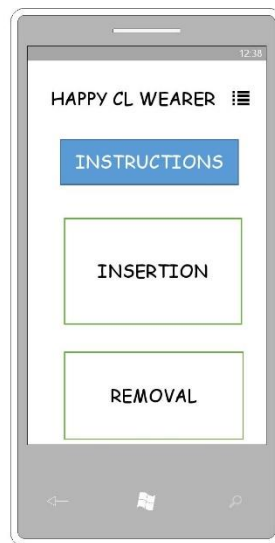 12:38
HAPPY CL WEARER
INSTRUCTIONS
INSERTION
REMOVAL